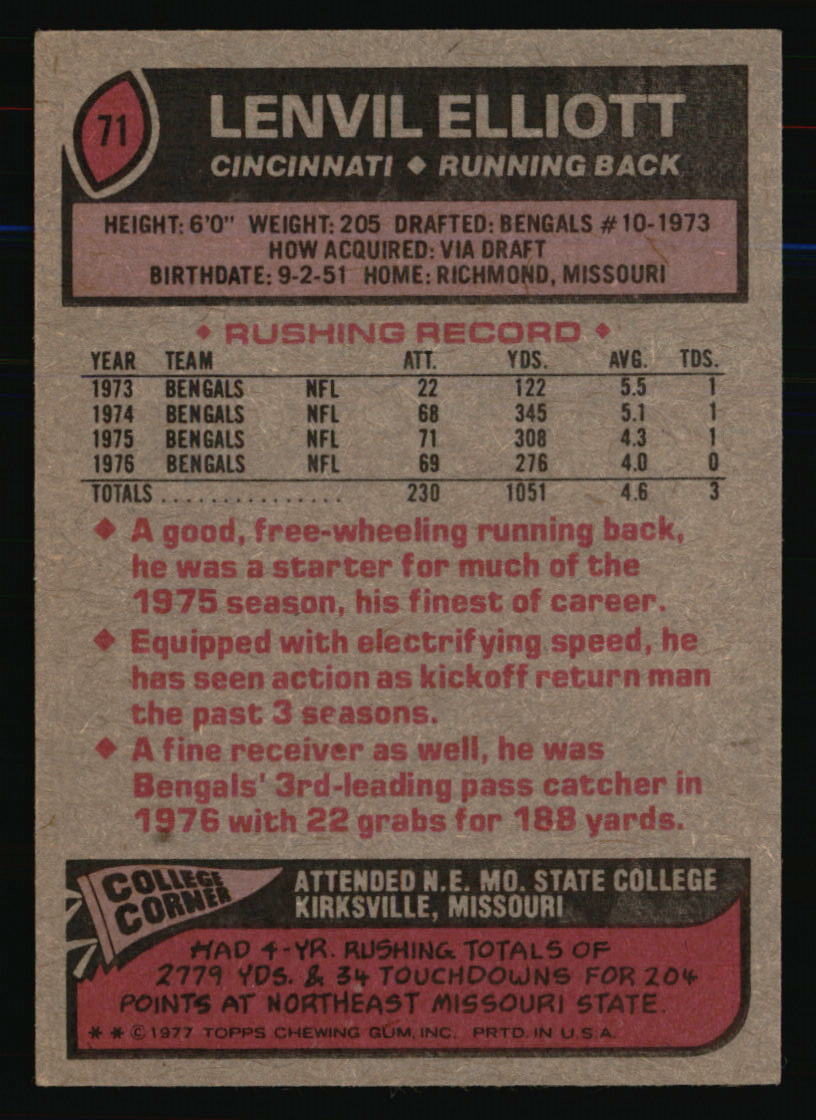 71
LENVIL ELLIOTT
CINCINNATI ◆ RUNNING BACK
HEIGHT: 6'0" WEIGHT: 205 DRAFTED: BENGALS #10-1973
HOW ACQUIRED: VIA DRAFT
BIRTHDATE: 9-2-51 HOME: RICHMOND, MISSOURI
◆ RUSHING RECORD ◆
YEAR TEAM ATT. YDS. AVG. TDS.
1973 BENGALS NFL 22 122 5.5 1
1974 BENGALS NFL 68 345 5.1 1
1975 BENGALS NFL 71 308 4.3 1
1976 BENGALS NFL 69 276 4.0 0
TOTALS ................ 230 1051 4.6 3
◆ A good, free-wheeling running back,
he was a starter for much of the
1975 season, his finest of career.
◆ Equipped with electrifying speed, he
has seen action as kickoff return man
the past 3 seasons.
◆ A fine receiver as well, he was
Bengals' 3rd-leading pass catcher in
1976 with 22 grabs for 188 yards.
COLLEGE
CORNER
ATTENDED N.E. MO. STATE COLLEGE
KIRKSVILLE, MISSOURI
HAD 4-YR. RUSHING TOTALS OF
2779 YDS. & 34 TOUCHDOWNS FOR 204
POINTS AT NORTHEAST MISSOURI STATE.
** ©1977 TOPPS CHEWING GUM, INC. PRTD. IN U.S.A.